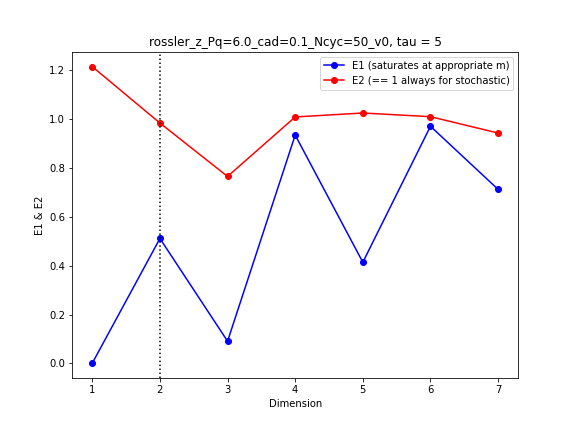 rossler_z_Pq=6.0_cad=0.1_Ncyc=50_v0, tau = 5
E1 (saturates at appropriate m)
E2 (== 1 always for stochastic)
1.2
1.0
0.8
0.6
0.4
0.2
0.0
E1 & E2
1 2 3 4 5 6 7
Dimension